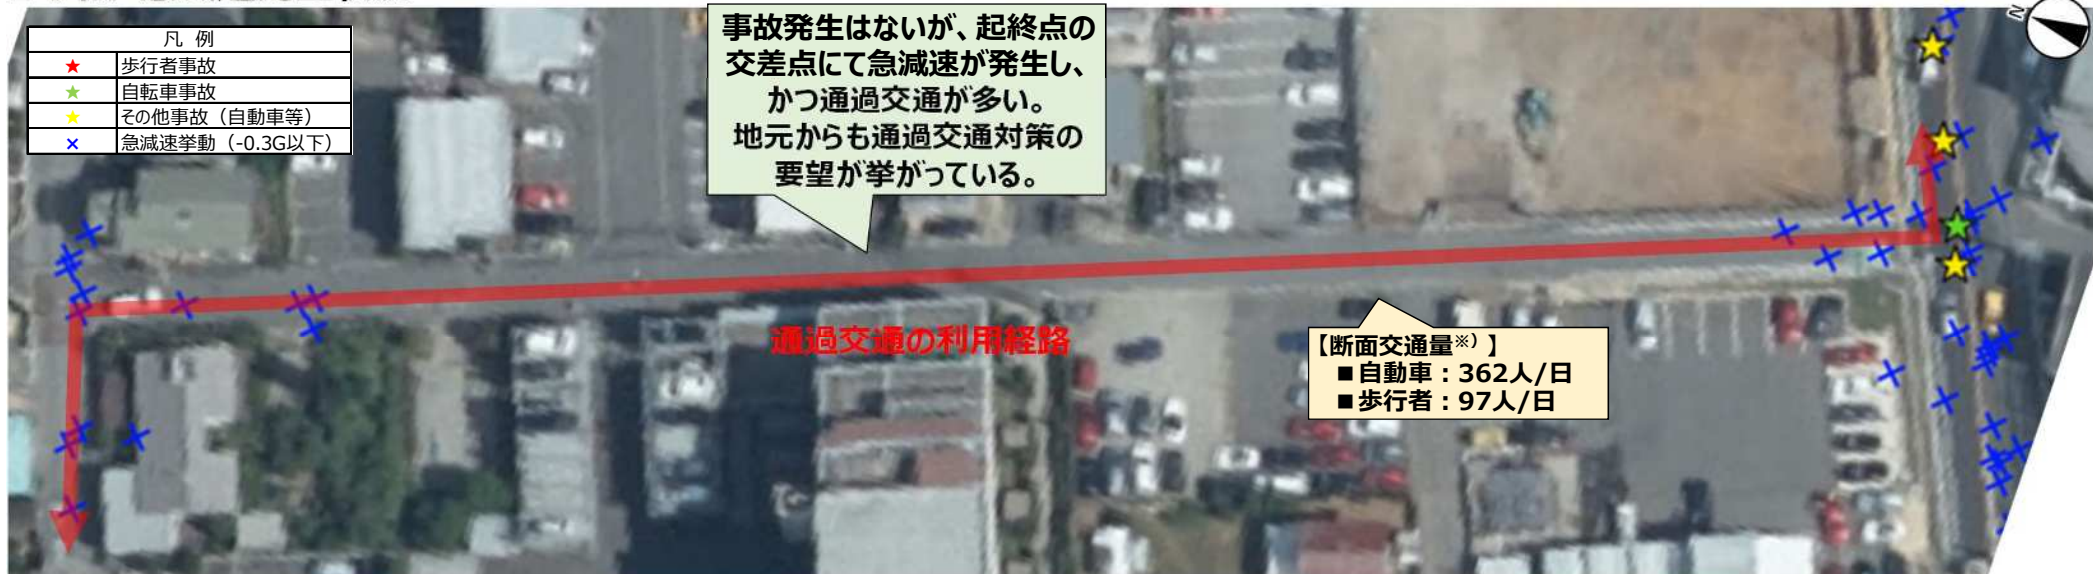 凡 例
★ 歩行者事故
★ 自転車事故
★ その他事故（自動車等）
× 急減速挙動（-0.3G以下）
事故発生はないが、起終点の
交差点にて急減速が発生し、
かつ通過交通が多い。
地元からも通過交通対策の
要望が挙がっている。
通過交通の利用経路
【断面交通量※）】
■自動車：362人/日
■歩行者：97人/日
N